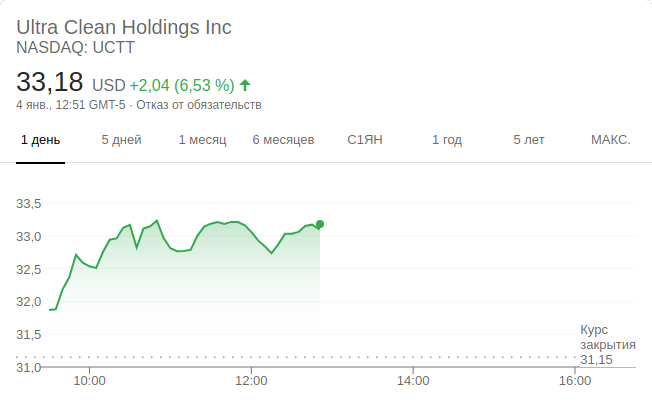 Ultra Clean Holdings Inc
NASDAQ: UCTT
33,18 USD +2,04 (6,53 %)
4 янв., 12:51 GMT-5 · Отказ от обязательств
1 день 5 дней 1 месяц 6 месяцев С1ЯН 1 год 5 лет МАКС.
33,5
33,0
32,5
32,0
31,5
31,0
Курс
закрытия
31,15
10:00 12:00 14:00 16:00